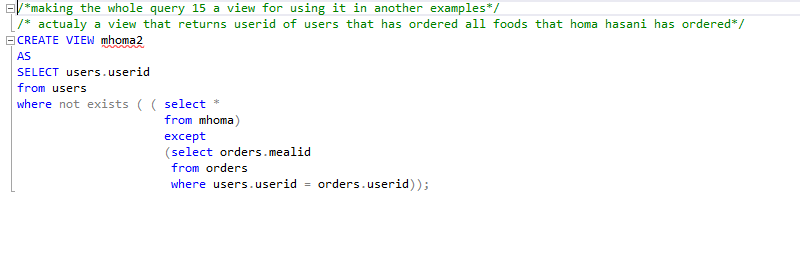 /*making the whole query 15 a view for using it in another examples*/
/* actualy a view that returns userid of users that has ordered all foods that homa hasani has ordered*/
CREATE VIEW mhoma2
AS
SELECT users.userid
from users
where not exists ( ( select *
from mhoma)
except
(select orders.mealid
from orders
where users.userid = orders.userid));